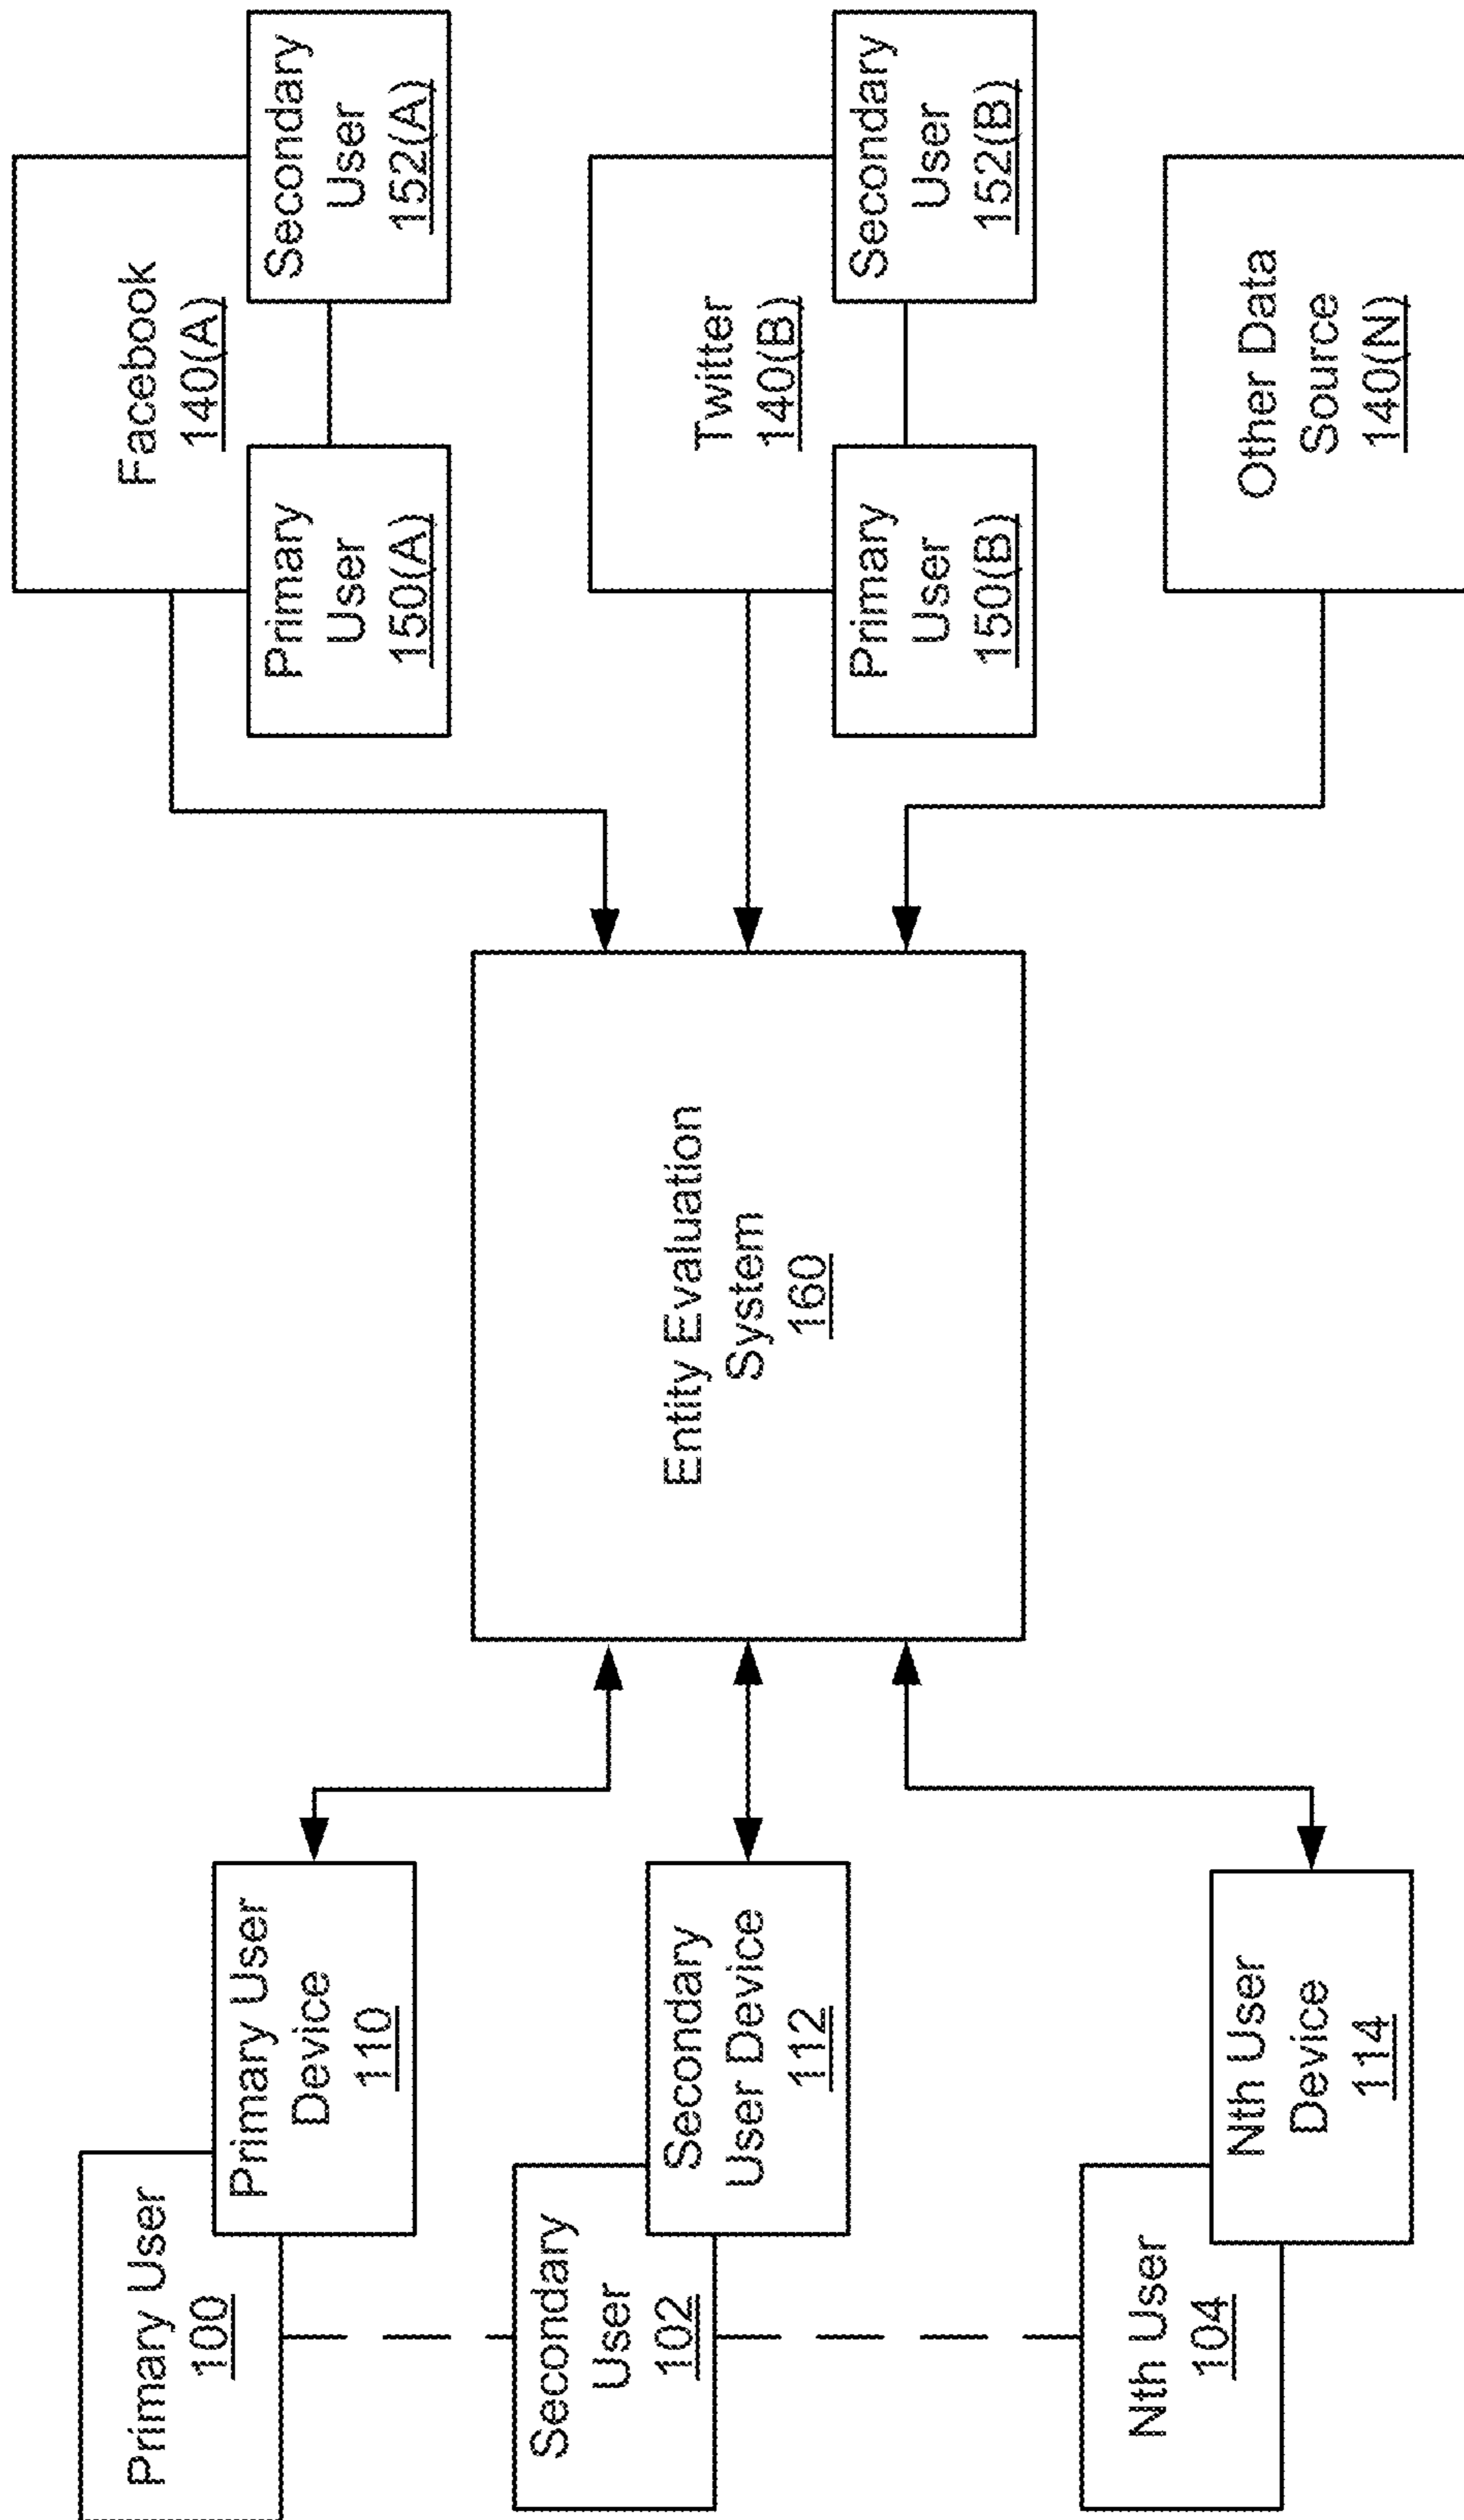 Primary User
100
Primary User
Device
110
Secondary
User
102
Secondary
User Device
112
Nth User
104
Nth User
Device
114
Entity Evaluation
System
160
Facebook
140(A)
Primary
User
150(A)
Secondary
User
152(A)
Twitter
140(B)
Primary
User
150(B)
Secondary
User
152(B)
Other Data
Source
140(N)